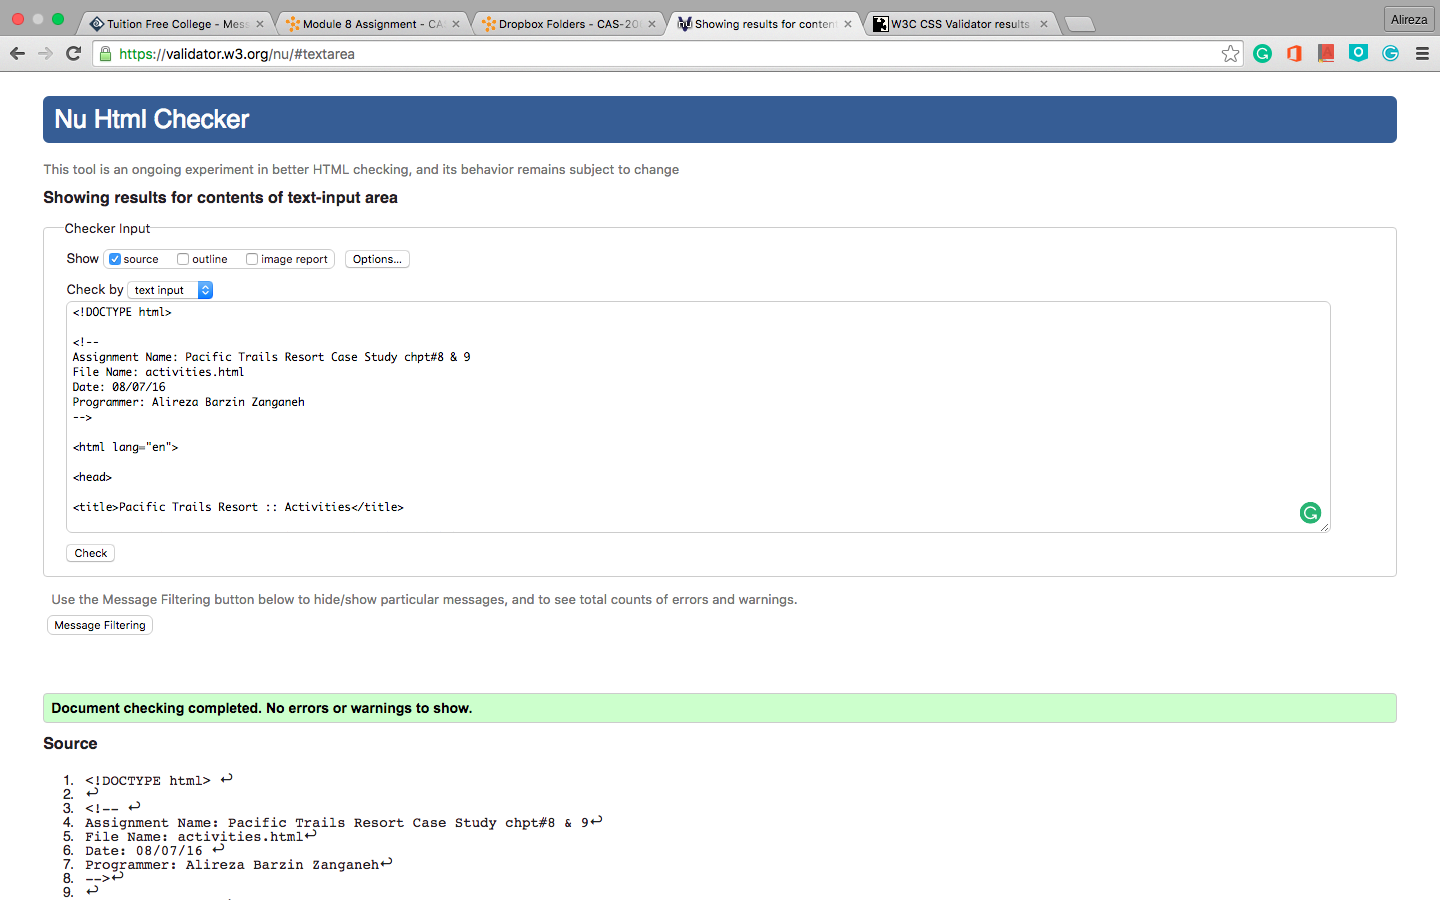 Tuition Free College - Mess
Module 8 Assignment - CA
Dropbox Folders - CAS-20
Showing results for conten
W3C CSS Validator results
Alireza
https://validator.w3.org/nu/#textarea
Nu Html Checker
This tool is an ongoing experiment in better HTML checking, and its behavior remains subject to change
Showing results for contents of text-input area
Checker Input
Show source outline image report Options...
Check by text input
<!DOCTYPE html>
<!--
Assignment Name: Pacific Trails Resort Case Study chpt#8 & 9
File Name: activities.html
Date: 08/07/16
Programmer: Alireza Barzin Zanganeh
-->
<html lang="en">
<head>
<title>Pacific Trails Resort :: Activities</title>
Check
Use the Message Filtering button below to hide/show particular messages, and to see total counts of errors and warnings.
Message Filtering
Document checking completed. No errors or warnings to show.
Source
1. <!DOCTYPE html> ↩
2. ↩
3. <!-- ↩
4. Assignment Name: Pacific Trails Resort Case Study chpt#8 & 9↩
5. File Name: activities.html↩
6. Date: 08/07/16 ↩
7. Programmer: Alireza Barzin Zanganeh↩
8. -->↩
9. ↩